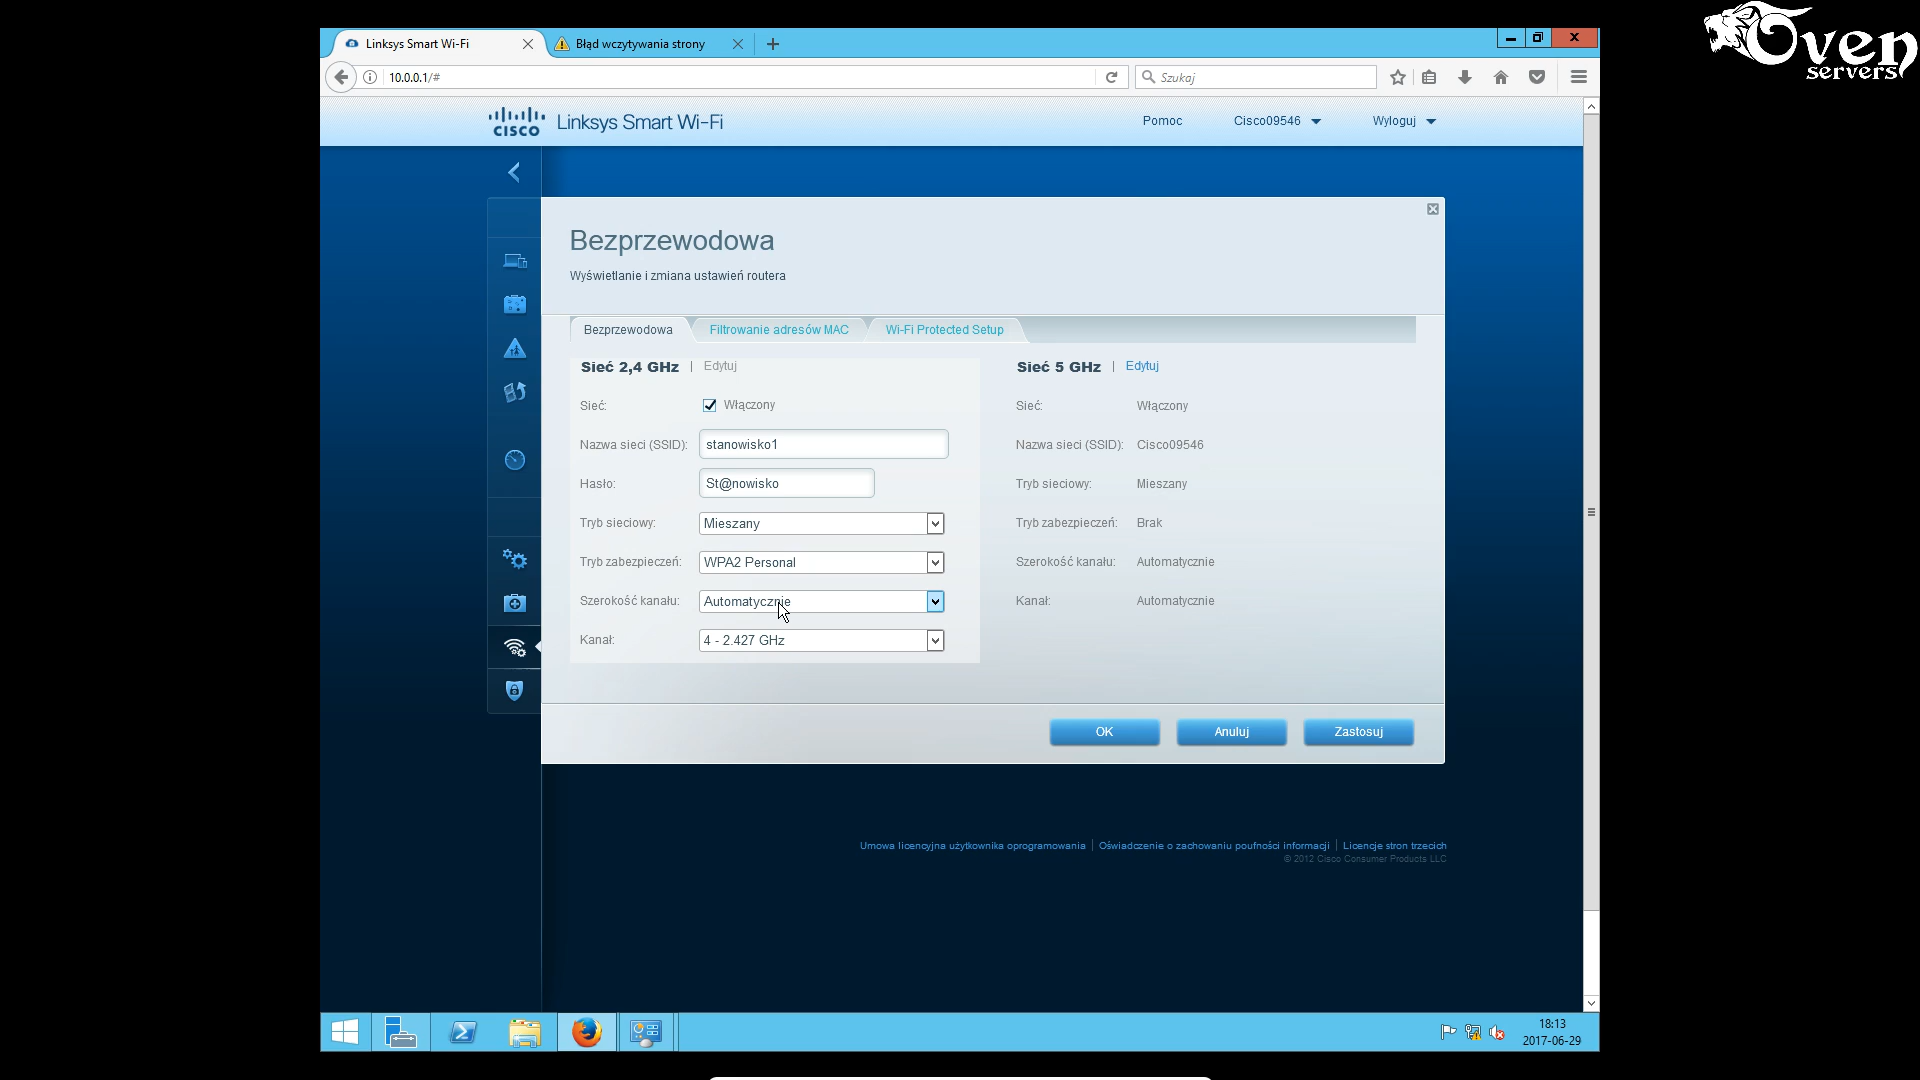 Linksys Smart Wi-Fi
Błąd wczytywania strony
Oven
servers
10.0.0.1/#
Szukaj
cisco
Linksys Smart Wi-Fi
Pomoc
Cisco09546
Wyloguj
Bezprzewodowa
Wyświetlanie i zmiana ustawień routera
Bezprzewodowa
Filtrowanie adresów MAC
Wi-Fi Protected Setup
Sieć 2,4 GHz | Edytuj
Sieć: Włączony
Nazwa sieci (SSID): stanowisko1
Hasło: St@nowisko
Tryb sieciowy: Mieszany
Tryb zabezpieczeń: WPA2 Personal
Szerokość kanału: Automatycznie
Kanał: 4 - 2.427 GHz
Sieć 5 GHz | Edytuj
Sieć: Włączony
Nazwa sieci (SSID): Cisco09546
Tryb sieciowy: Mieszany
Tryb zabezpieczeń: Brak
Szerokość kanału: Automatycznie
Kanał: Automatycznie
OK
Anuluj
Zastosuj
Umowa licencyjna użytkownika oprogramowania | Oświadczenie o zachowaniu poufności informacji | Licencje stron trzecich
© 2012 Cisco Consumer Products LLC
18:13
2017-06-29